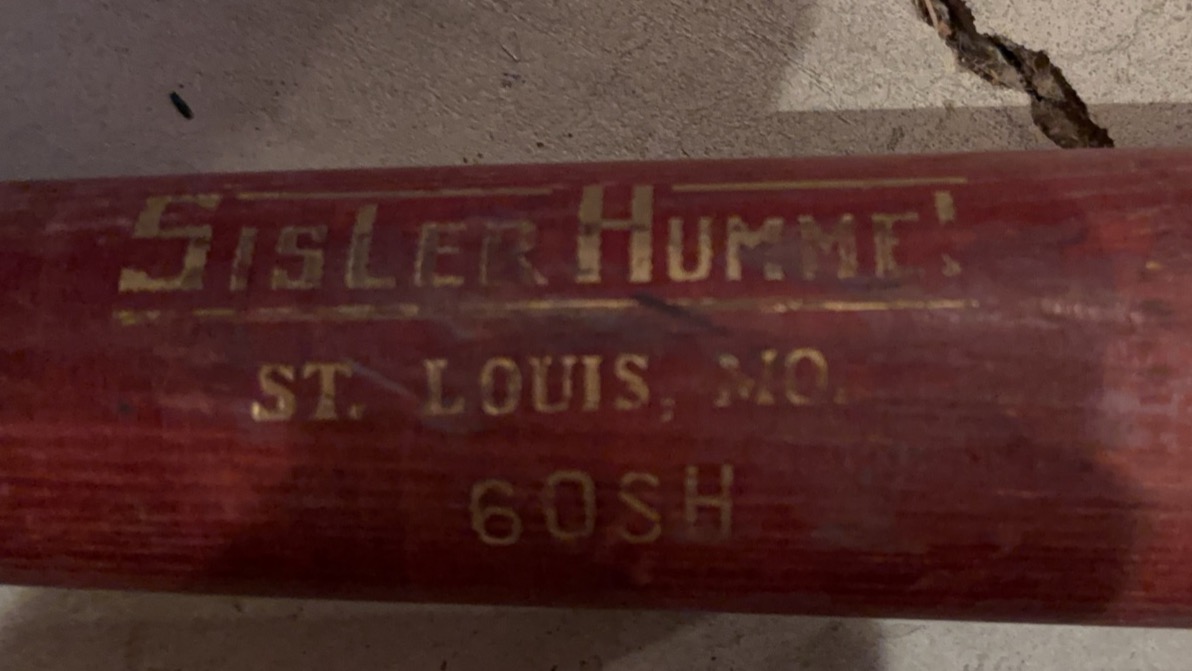 SISLER HUMMEL
ST. LOUIS, MO.
60SH